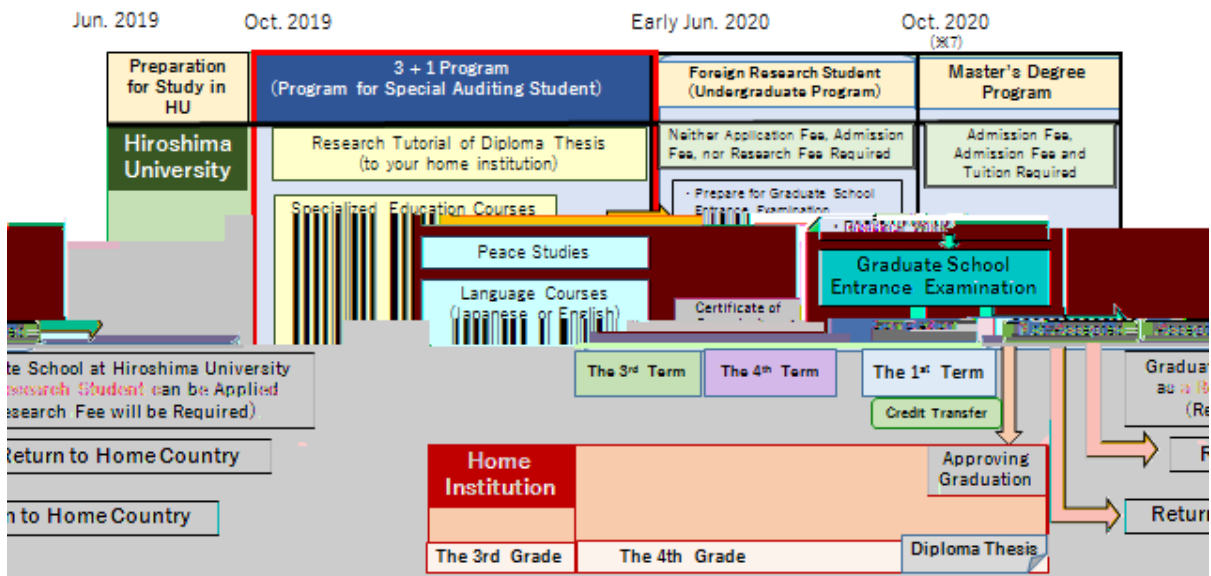 Jun. 2019
Oct. 2019
Early Jun. 2020
Oct. 2020
(※7)
Preparation
for Study in
HU
3 + 1 Program
(Program for Special Auditing Student)
Foreign Research Student
(Undergraduate Program)
Master's Degree
Program
Hiroshima
University
Research Tutorial of Diploma Thesis
(to your home institution)
Neither Application Fee, Admission
Fee, nor Research Fee Required
Admission Fee,
Admission Fee and
Tuition Required
- Prepare for Graduate School
Entrance Examination
Specialized Education Courses
Peace Studies
Graduate School
Entrance Examination
Language Courses
(Japanese or English)
Certificate of
te School at Hiroshima University
esearch Student can be Applied
esearch Fee will be Required)
The 3rd Term
The 4th Term
The 1st Term
Credit Transfer
Graduat
as a R
(Re
Return to Home Country
n to Home Country
Home
Institution
Approving
Graduation
R
Return
The 3rd Grade
The 4th Grade
Diploma Thesis